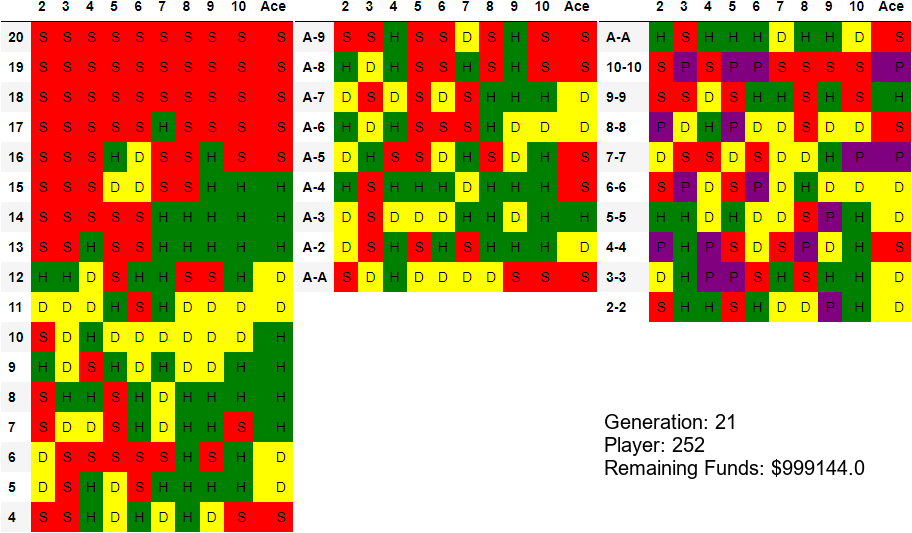 2 3 4 5 6 7 8 9 10 Ace
20 S S S S S S S S S S
19 S S S S S S S S S S
18 S S S S S S S S S S
17 S S S S S H S S S S
16 S S H D S S H S S
15 S S S D D S S H H H
14 S S S S S H H H H H
13 S S H S S H H H H H
12 H H D S H H S S H D
11 D D D H S H D D D D
10 S D H D D D D D D H
9 H D S H D H D D H H
8 S H H S H D H H H H
7 S D D S H D H H S H
6 D S S S S S H S H D
5 D S H D S H H H H D
4 S S H D H D H D S S
2 3 4 5 6 7 8 9 10 Ace
A-9 S S H S S D S H S S
A-8 H D H S S H S H S S
A-7 D S D S D S H H H D
A-6 H D H S S S H D D D
A-5 D H S S D H S D H S
A-4 H S H H H D H H H S
A-3 D S D D D H H D H H
A-2 D S H S H S H H H D
A-A S D H D D D D S S S
2 3 4 5 6 7 8 9 10 Ace
A-A H S H H H D H H D S
10-10 S P S P P S S S S P
9-9 S S D S H H S H S H
8-8 P D H P D D S D D S
7-7 D S S D S D D H P P
6-6 S P D S P D H D D D
5-5 H H D H D D S P H D
4-4 P H P S D S P D H S
3-3 D H P P S H S H H D
2-2 S H H S H D D P H D
Generation: 21
Player: 252
Remaining Funds: $999144.0